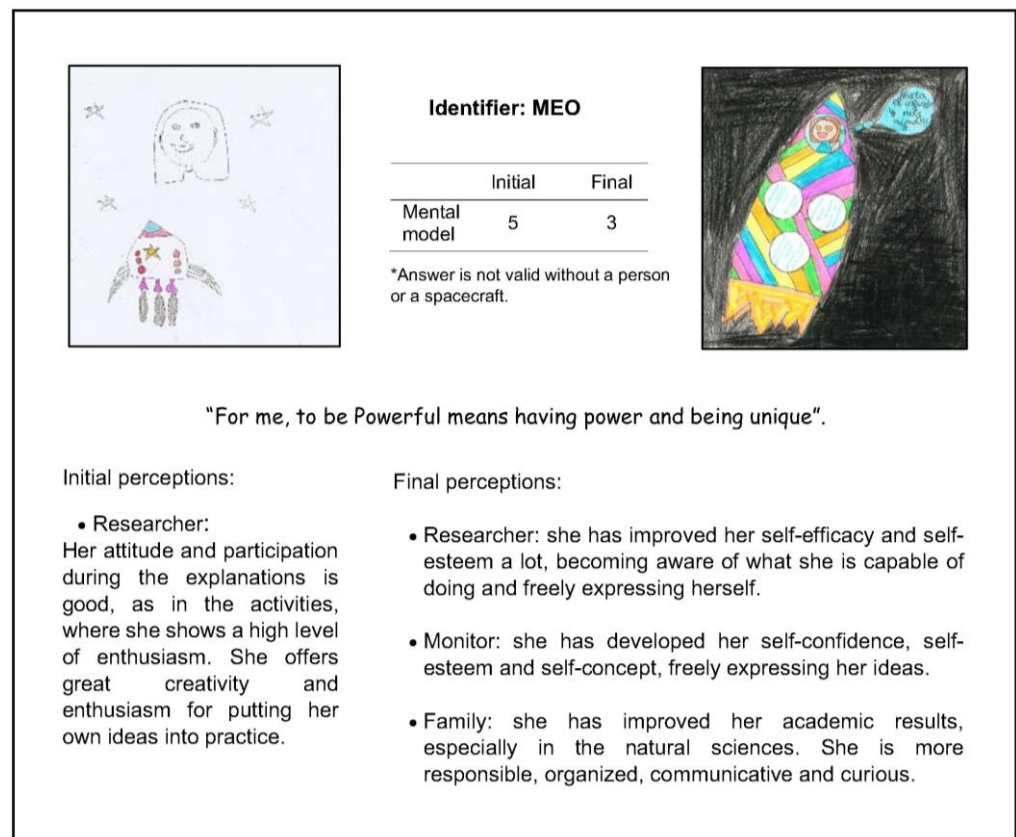 Identifier: MEO
Initial Final
Mental model 5 3
*Answer is not valid without a person
or a spacecraft.
hasta
el infinito
y más
“For me, to be Powerful means having power and being unique”.
Initial perceptions:
• Researcher:
Her attitude and participation
during the explanations is
good, as in the activities,
where she shows a high level
of enthusiasm. She offers
great creativity and
enthusiasm for putting her
own ideas into practice.
Final perceptions:
• Researcher: she has improved her self-efficacy and self-
esteem a lot, becoming aware of what she is capable of
doing and freely expressing herself.
• Monitor: she has developed her self-confidence, self-
esteem and self-concept, freely expressing her ideas.
• Family: she has improved her academic results,
especially in the natural sciences. She is more
responsible, organized, communicative and curious.